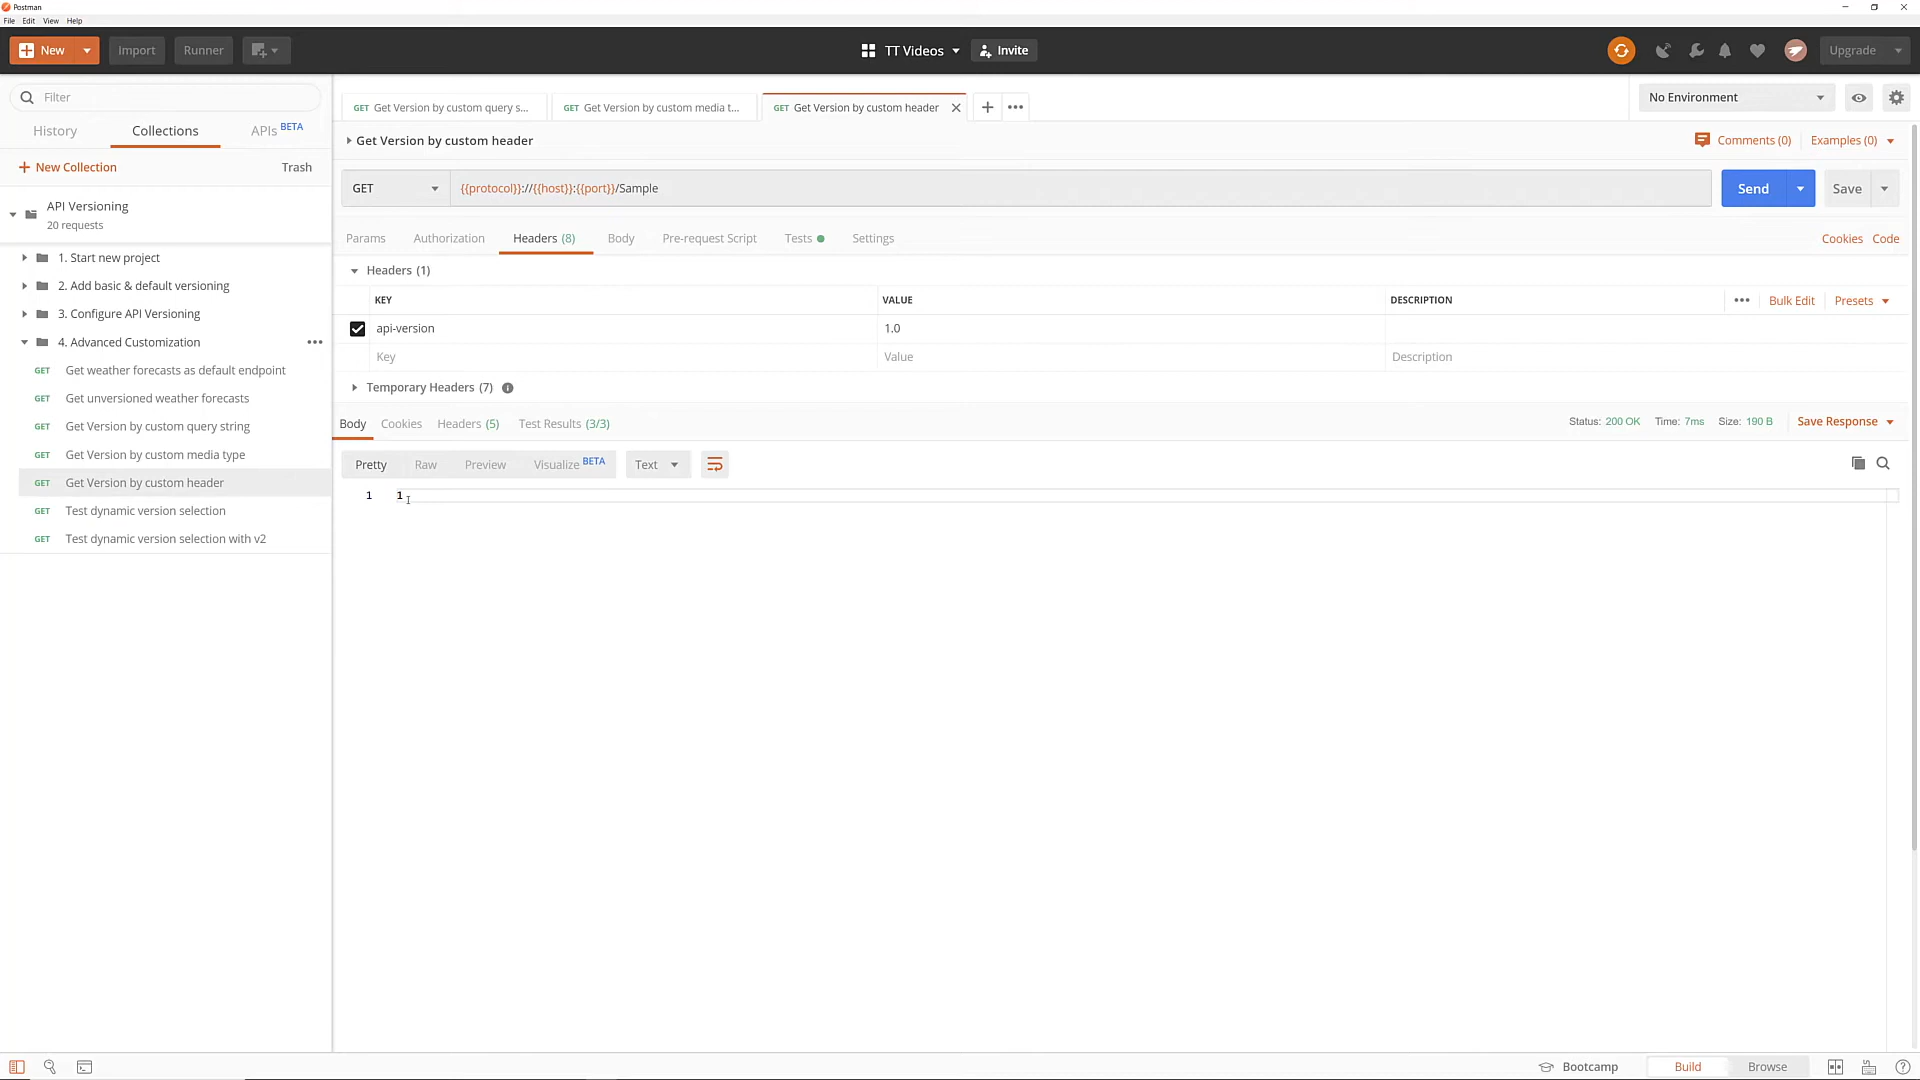 Postman
File Edit View Help
New Import Runner TT Videos Invite Upgrade
Filter
History Collections APIs BETA
New Collection Trash
API Versioning
20 requests
1. Start new project
2. Add basic & default versioning
3. Configure API Versioning
4. Advanced Customization
GET Get weather forecasts as default endpoint
GET Get unversioned weather forecasts
GET Get Version by custom query string
GET Get Version by custom media type
GET Get Version by custom header
GET Test dynamic version selection
GET Test dynamic version selection with v2
GET Get Version by custom query s... GET Get Version by custom media t... GET Get Version by custom header No Environment
Get Version by custom header Comments (0) Examples (0)
GET {{protocol}}://{{host}}:{{port}}/Sample Send Save
Params Authorization Headers (8) Body Pre-request Script Tests Settings Cookies Code
Headers (1)
KEY VALUE DESCRIPTION Bulk Edit Presets
api-version 1.0
Key Value Description
Temporary Headers (7)
Body Cookies Headers (5) Test Results (3/3) Status: 200 OK Time: 7ms Size: 190 B Save Response
Pretty Raw Preview Visualize BETA Text
1 1
Bootcamp Build Browse